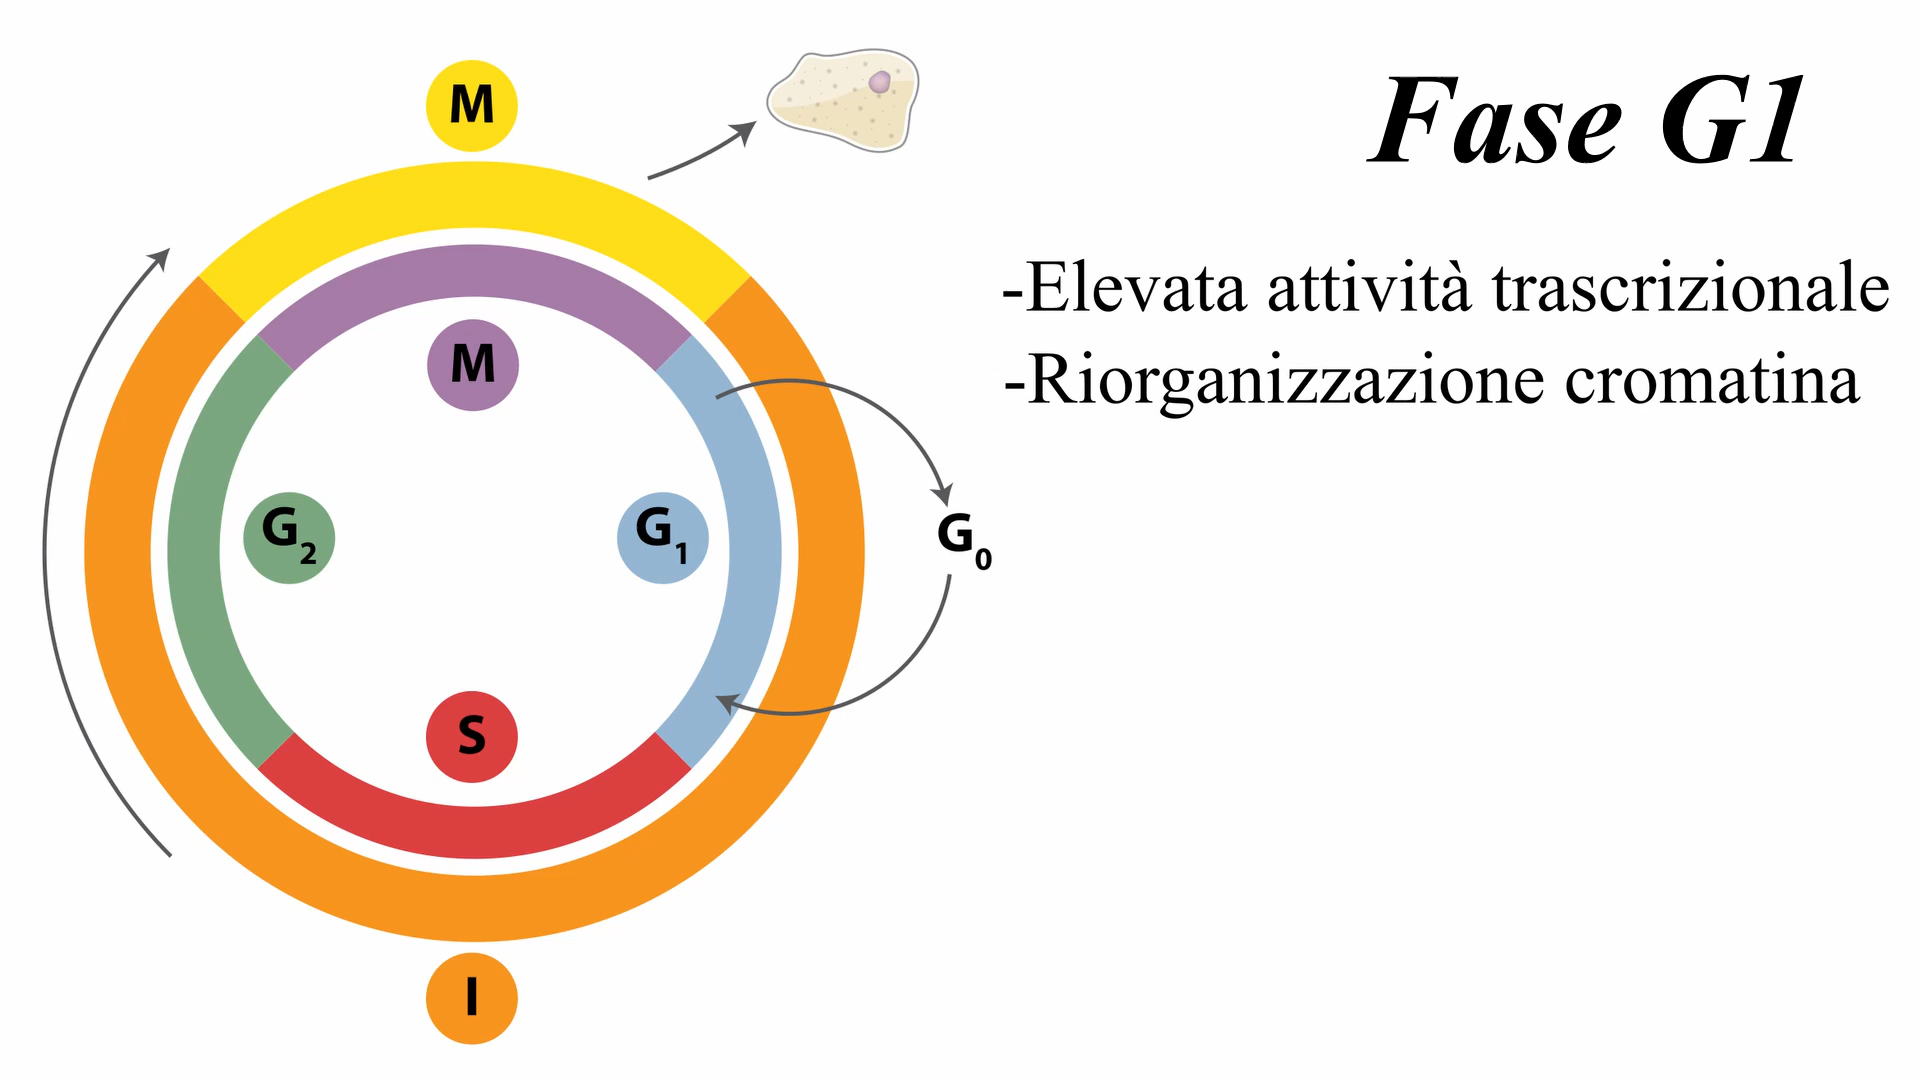 M
Fase G1
-Elevata attività trascrizionale
-Riorganizzazione cromatina
M
G2
G1
G0
S
I